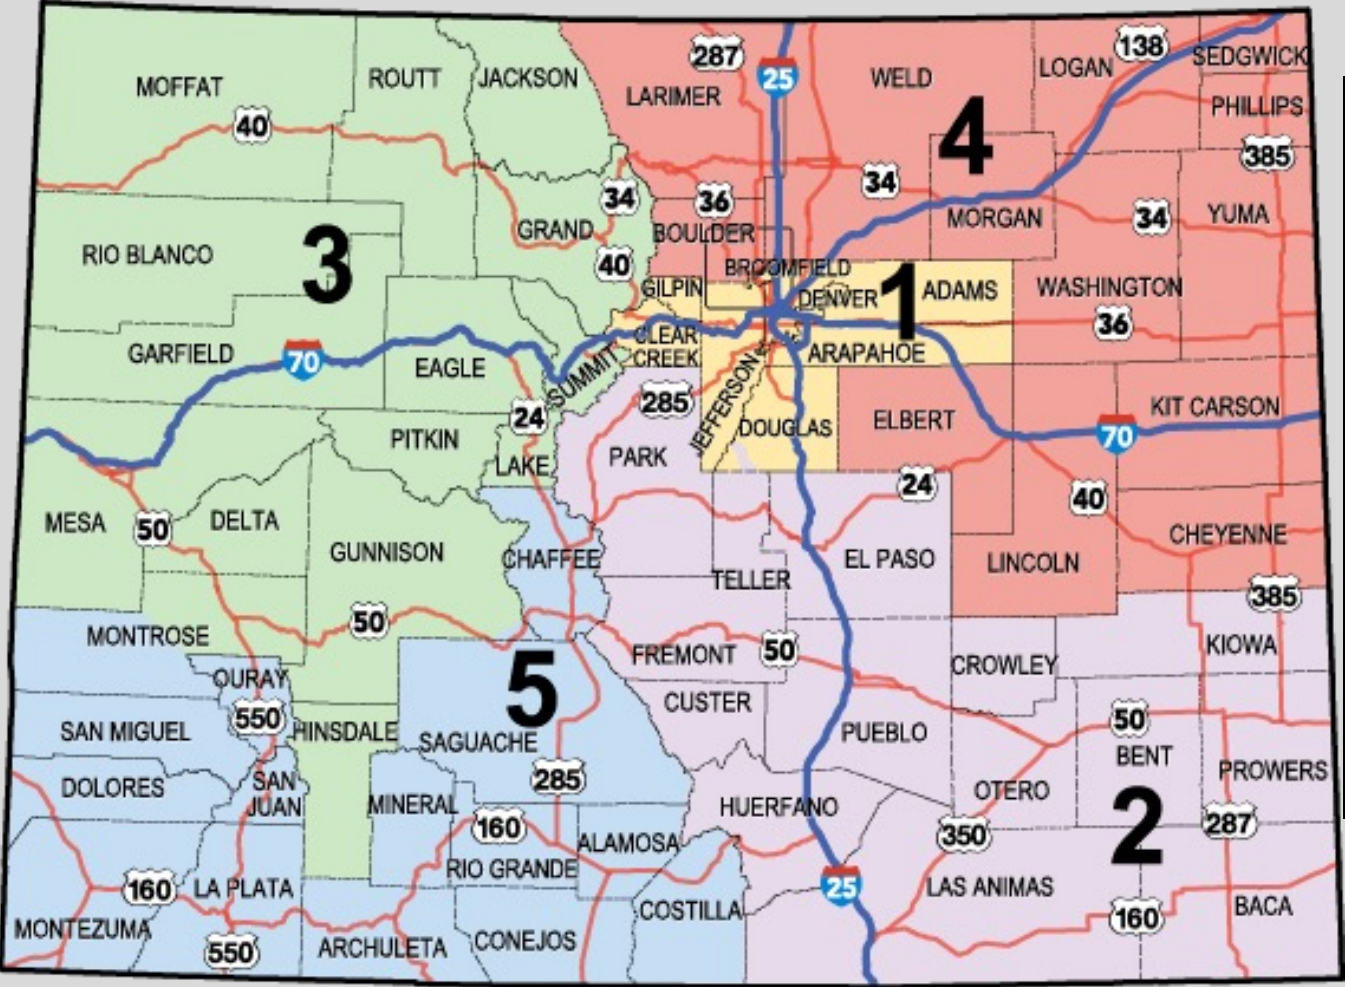 MOFFAT
ROUTT
JACKSON
LARIMER
287
25
WELD
LOGAN
138
SEDGWICK
PHILLIPS
40
4
385
34
36
34
MORGAN
34
YUMA
RIO BLANCO
3
GRAND
BOULDER
40
BROOMFIELD
GILPIN
DENVER
1
ADAMS
WASHINGTON
36
CLEAR
CREEK
ARAPAHOE
GARFIELD
70
EAGLE
SUMMIT
24
285
JEFFERSON
DOUGLAS
ELBERT
KIT CARSON
70
PITKIN
LAKE
PARK
24
40
MESA
50
DELTA
GUNNISON
CHAFFEE
TELLER
EL PASO
LINCOLN
CHEYENNE
385
MONTROSE
50
OURAY
5
FREMONT
50
CROWLEY
KIOWA
SAN MIGUEL
550
HINSDALE
SAGUACHE
CUSTER
PUEBLO
50
BENT
DOLORES
SAN
JUAN
MINERAL
285
HUERFANO
OTERO
PROWERS
2
160
ALAMOSA
350
287
RIO GRANDE
160
LA PLATA
25
LAS ANIMAS
MONTEZUMA
550
ARCHULETA
CONEJOS
COSTILLA
160
BACA